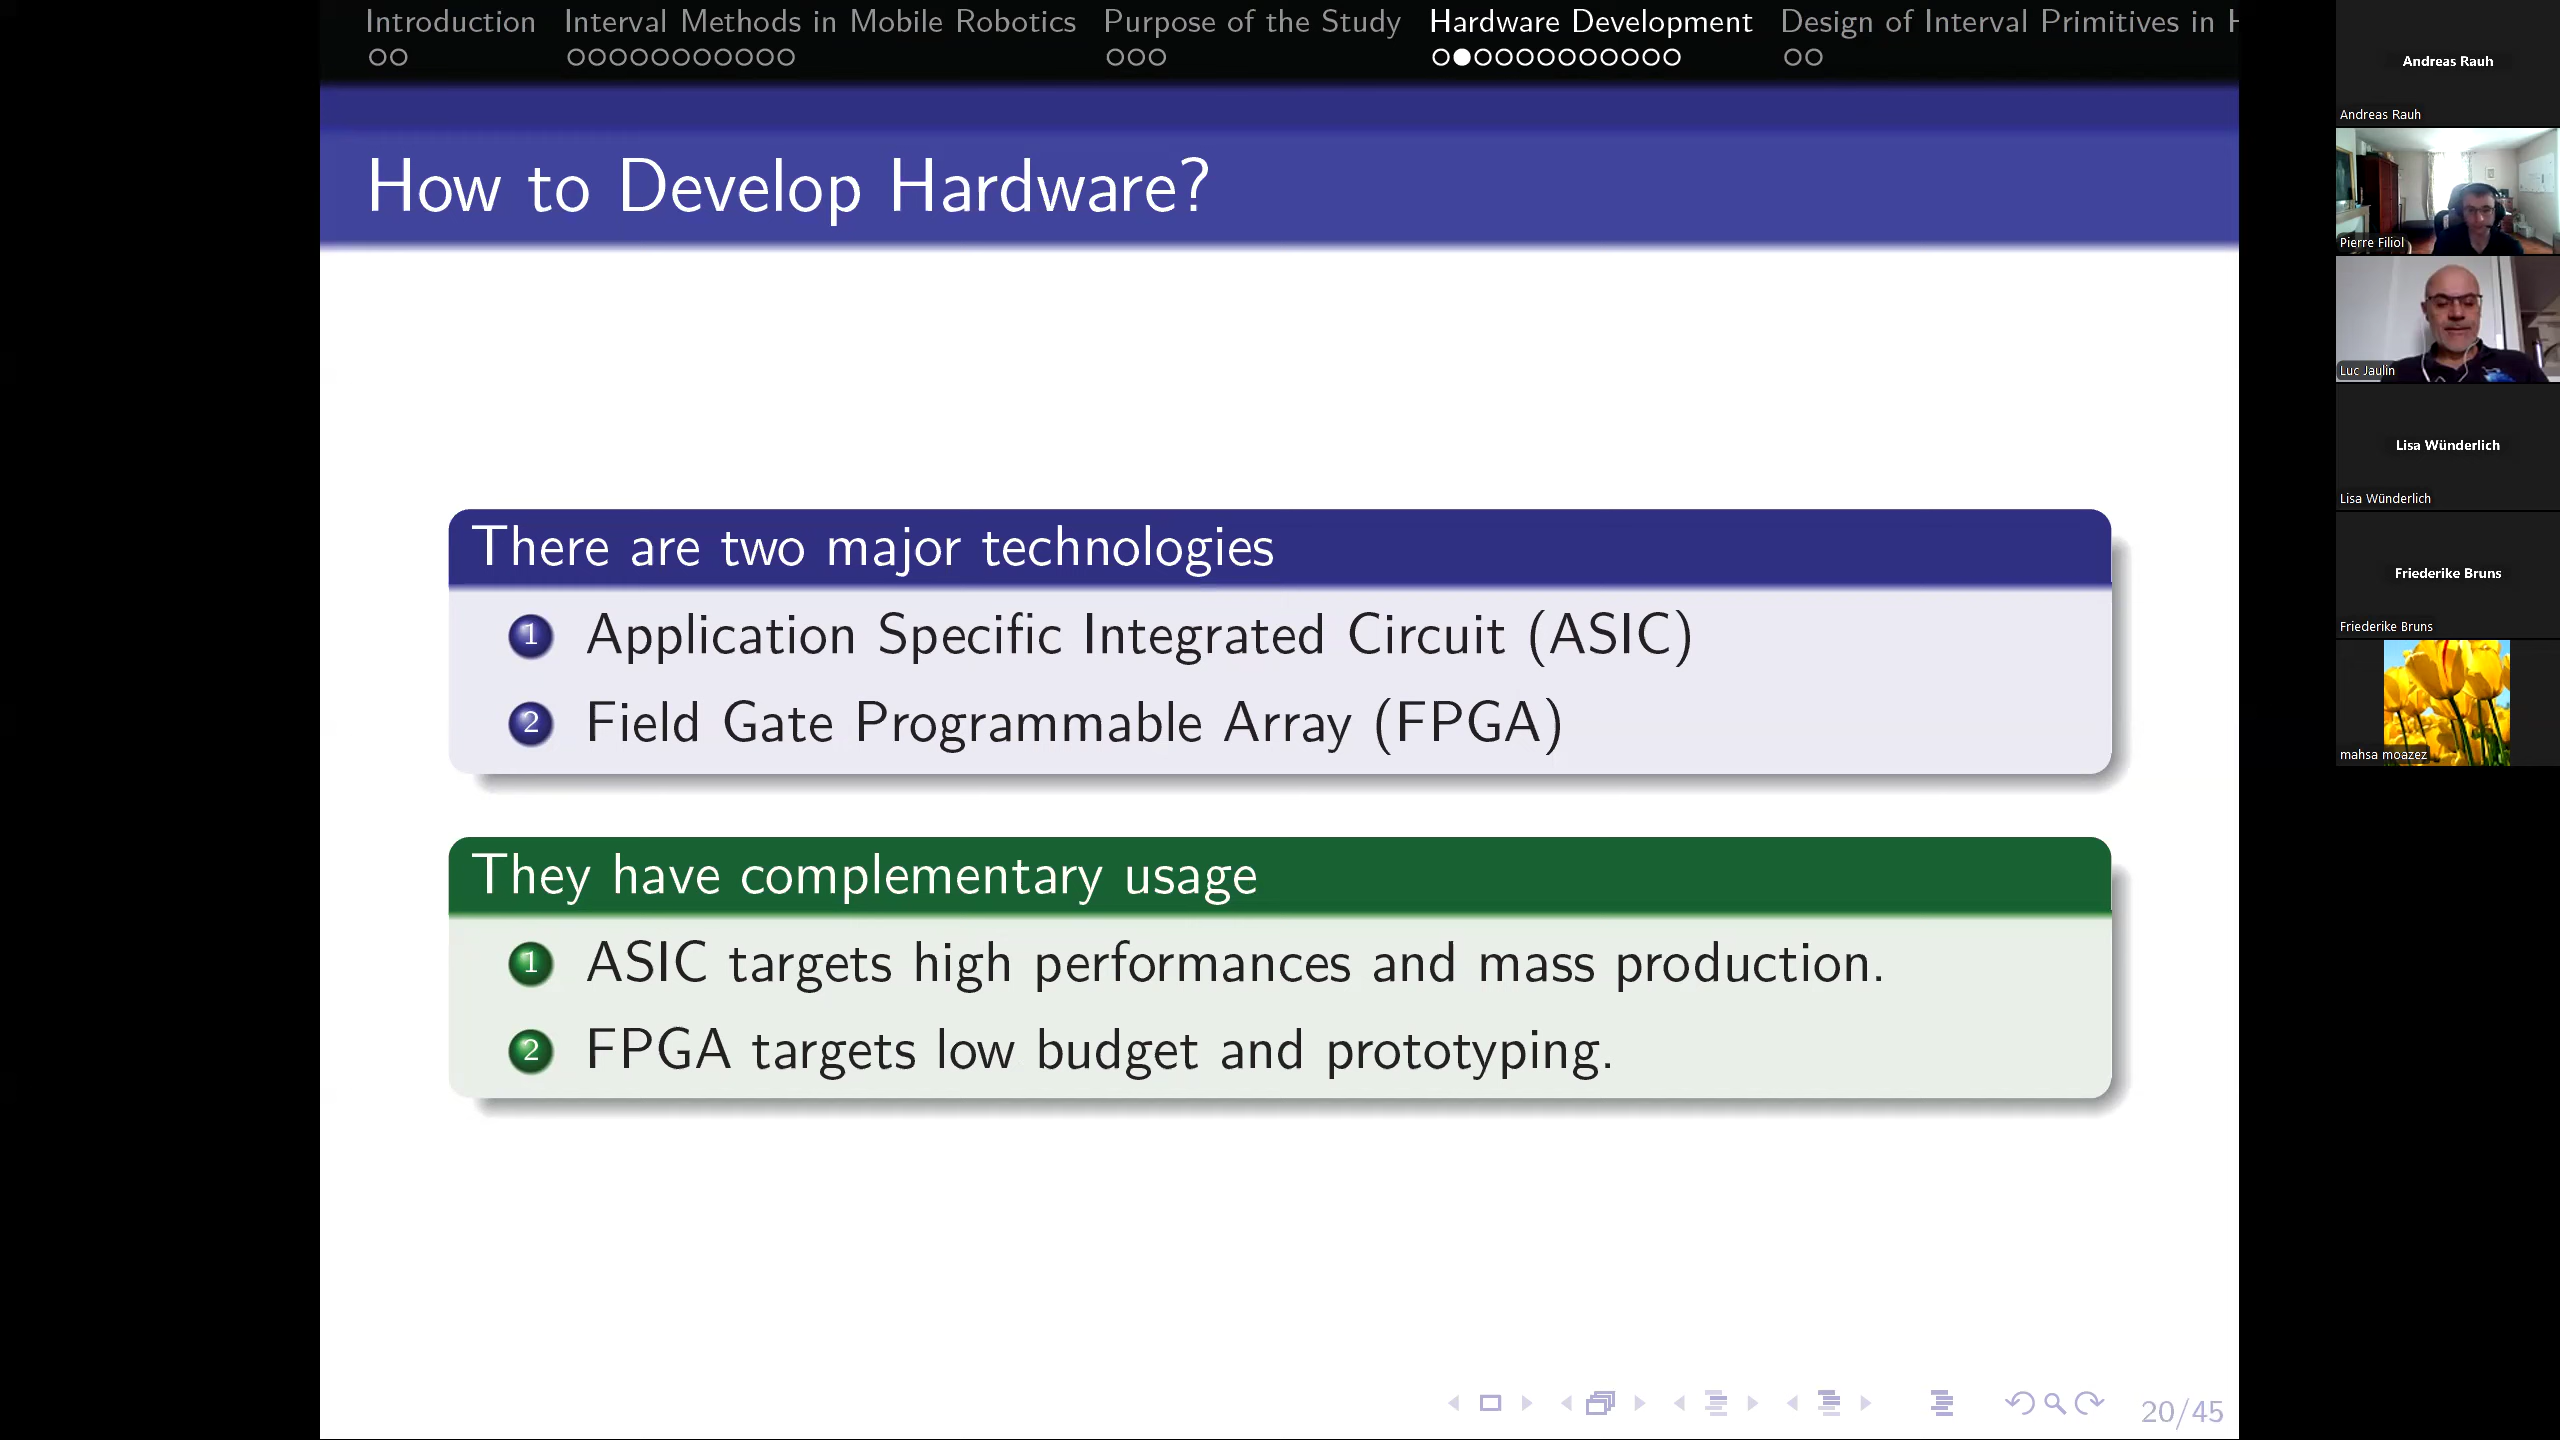 Introduction
Interval Methods in Mobile Robotics
Purpose of the Study
Hardware Development
Design of Interval Primitives in H
How to Develop Hardware?
There are two major technologies
1 Application Specific Integrated Circuit (ASIC)
2 Field Gate Programmable Array (FPGA)
They have complementary usage
1 ASIC targets high performances and mass production.
2 FPGA targets low budget and prototyping.
20/45
Andreas Rauh
Andreas Rauh
Pierre Filiol
Luc Jaulin
Lisa Wünderlich
Lisa Wünderlich
Friederike Bruns
Friederike Bruns
mahsa moazez